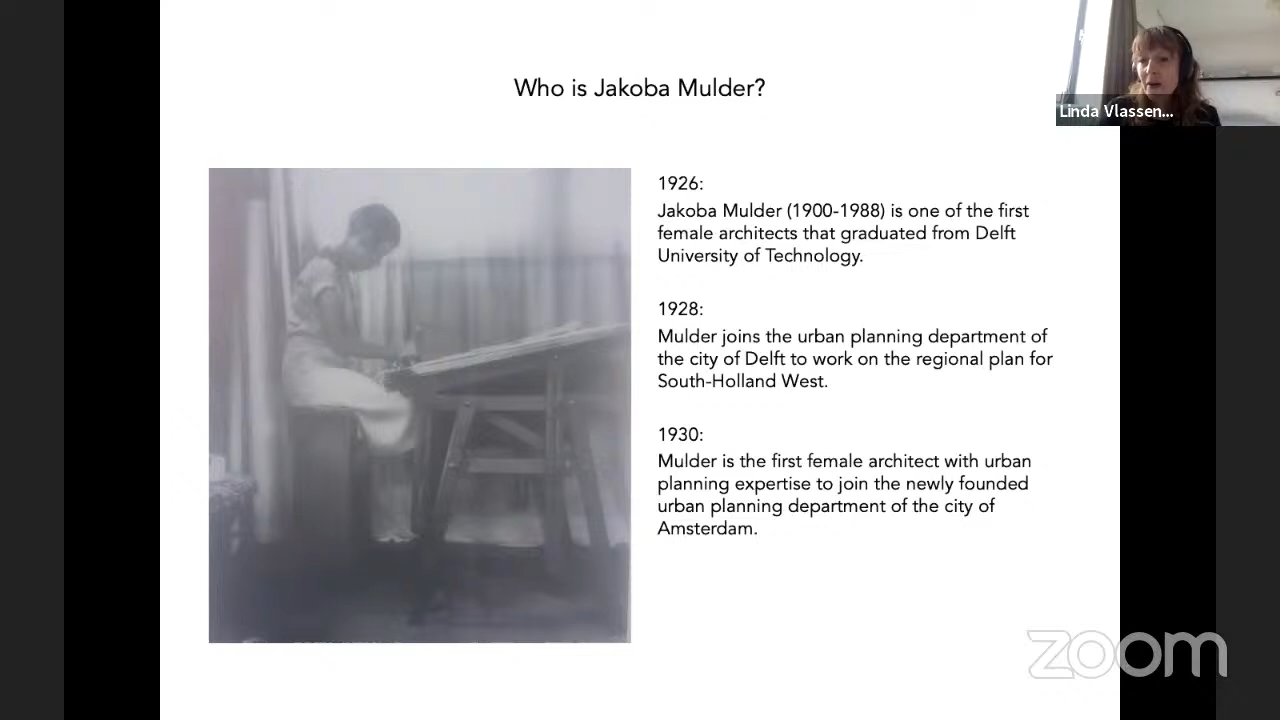 Who is Jakoba Mulder?
Linda Vlassen...
1926:
Jakoba Mulder (1900-1988) is one of the first
female architects that graduated from Delft
University of Technology.
1928:
Mulder joins the urban planning department of
the city of Delft to work on the regional plan for
South-Holland West.
1930:
Mulder is the first female architect with urban
planning expertise to join the newly founded
urban planning department of the city of
Amsterdam.
zoom